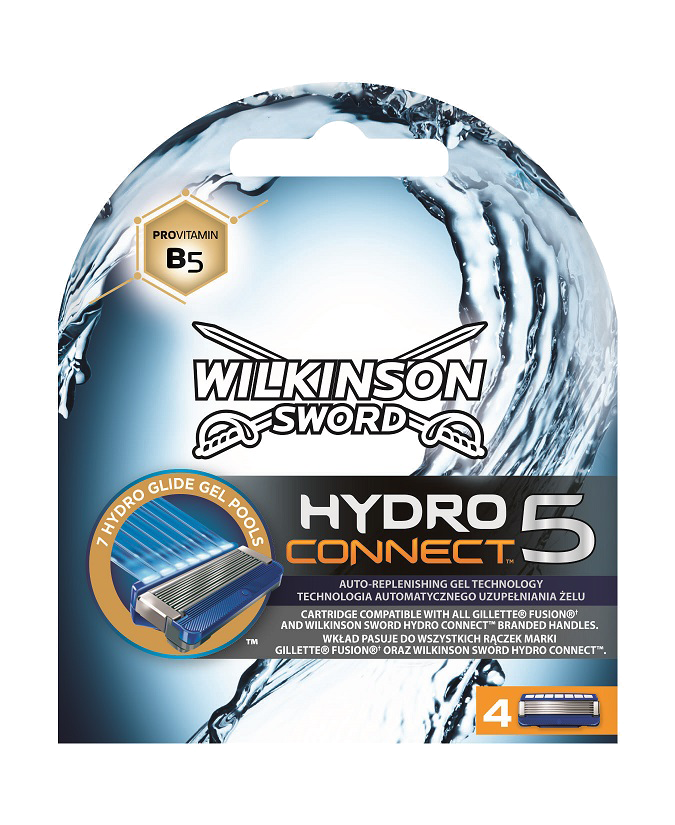 PROVITAMIN
B5
WILKINSON
SWORD
7 HYDRO GLIDE GEL POOLS
™
HYDRO 5
CONNECT™
AUTO-REPLENISHING GEL TECHNOLOGY
TECHNOLOGIA AUTOMATYCZNEGO UZUPEŁNIANIA ŻELU
CARTRIDGE COMPATIBLE WITH ALL GILLETTE® FUSION®†
AND WILKINSON SWORD HYDRO CONNECT™ BRANDED HANDLES.
WKŁAD PASUJE DO WSZYSTKICH RĄCZEK MARKI
GILLETTE® FUSION®† ORAZ WILKINSON SWORD HYDRO CONNECT™.
4